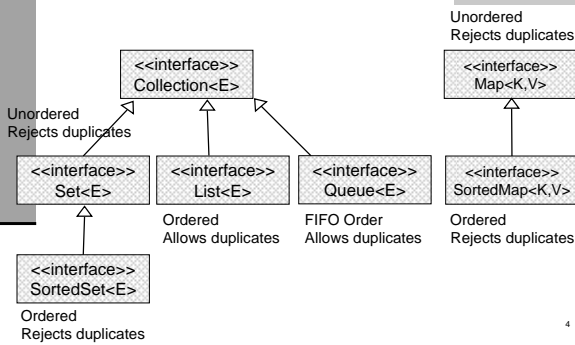 Unordered
Rejects duplicates
<<interface>>
Collection<E>
<<interface>>
Map<K,V>
Unordered
Rejects duplicates
<<interface>>
Set<E>
<<interface>>
List<E>
<<interface>>
Queue<E>
<<interface>>
SortedMap<K,V>
Ordered
Allows duplicates
FIFO Order
Allows duplicates
Ordered
Rejects duplicates
<<interface>>
SortedSet<E>
Ordered
Rejects duplicates
4